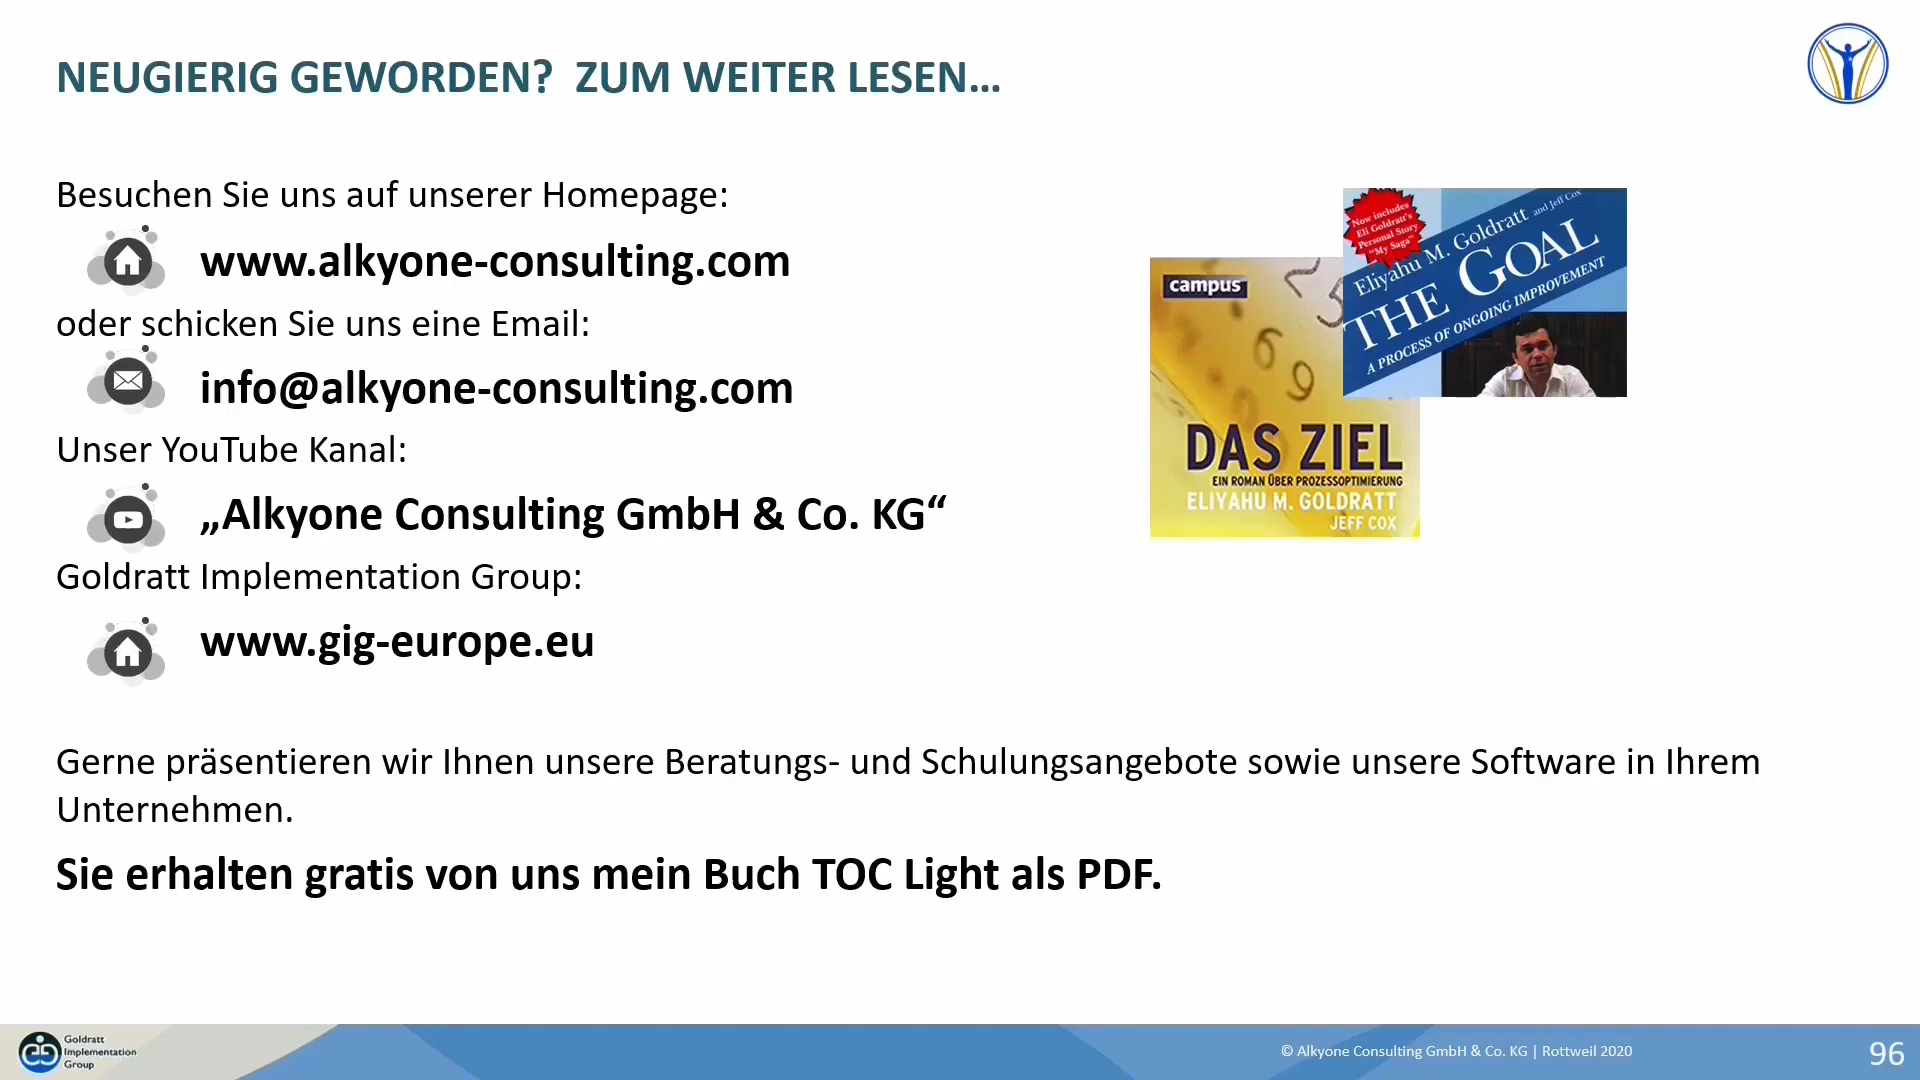 NEUGIERIG GEWORDEN? ZUM WEITER LESEN...
Besuchen Sie uns auf unserer Homepage:
www.alkyone-consulting.com
oder schicken Sie uns eine Email:
info@alkyone-consulting.com
Unser YouTube Kanal:
„Alkyone Consulting GmbH & Co. KG“
Goldratt Implementation Group:
www.gig-europe.eu
Now includes
Eli Goldratt's
Personal Story
"My Saga"
Eliyahu M. Goldratt and Jeff Cox
THE GOAL
A PROCESS OF ONGOING IMPROVEMENT
campus
2
5
6
9
DAS ZIEL
EIN ROMAN ÜBER PROZESSOPTIMIERUNG
ELIYAHU M. GOLDRATT
JEFF COX
Gerne präsentieren wir Ihnen unsere Beratungs- und Schulungsangebote sowie unsere Software in Ihrem
Unternehmen.
Sie erhalten gratis von uns mein Buch TOC Light als PDF.
Goldratt
Implementation
Group
© Alkyone Consulting GmbH & Co. KG | Rottweil 2020
96